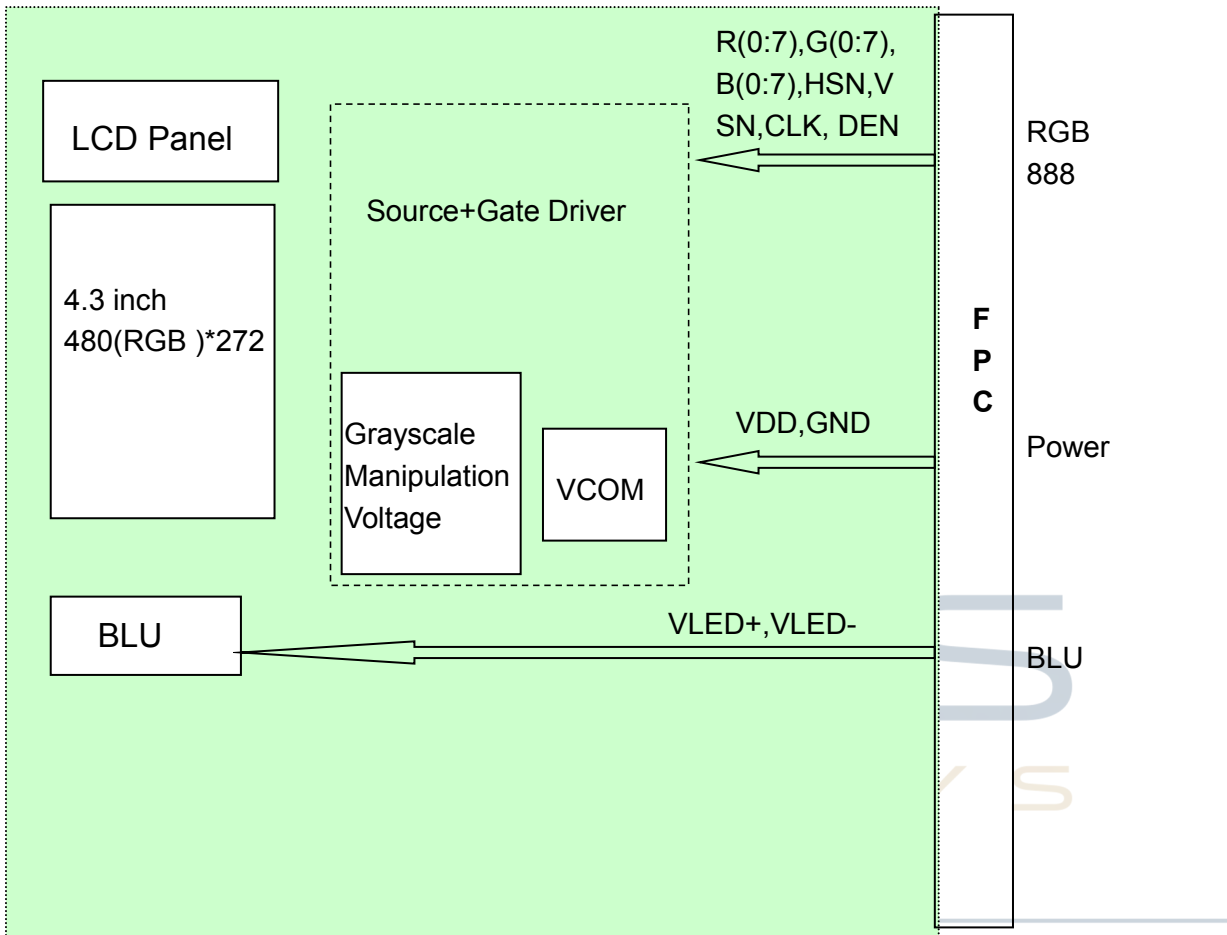 R(0:7),G(0:7),
B(0:7),HSN,V
SN,CLK, DEN
LCD Panel
RGB
888
Source+Gate Driver
4.3 inch
480(RGB )*272
F
P
C
Grayscale
Manipulation
Voltage
VCOM
VDD,GND
Power
BLU
VLED+,VLED-
BLU
S
Y S